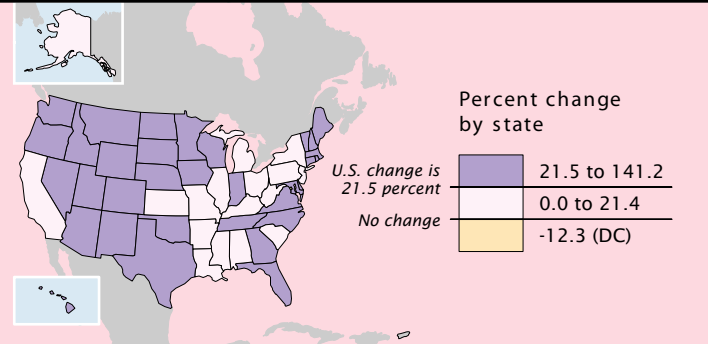 Percent change
by state
U.S. change is
21.5 percent
21.5 to 141.2
0.0 to 21.4
No change
-12.3 (DC)